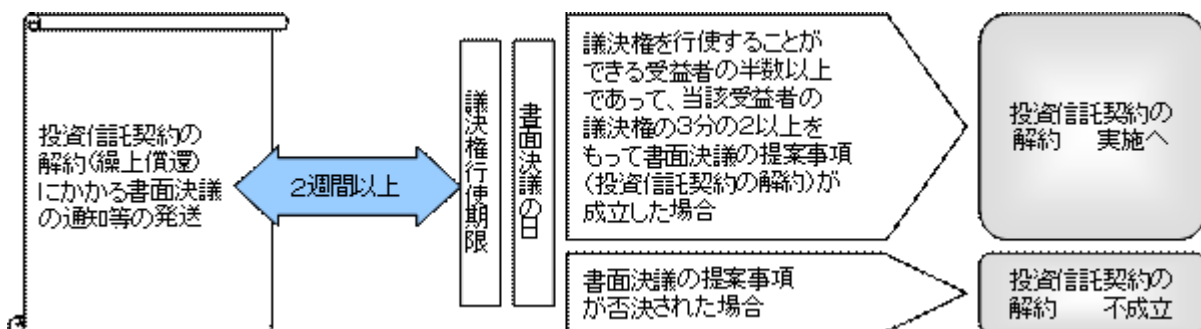 投資信託契約の
解約(繰上償還)
にかかる書面決議
の通知等の発送
2週間以上
議決権行使期限
書面決議の日
議決権を行使することが
できる受益者の半数以上
であって、当該受益者の
議決権の3分の2以上を
もって書面決議の提案事項
(投資信託契約の解約)が
成立した場合
投資信託契約の
解約　実施へ
書面決議の提案事項
が否決された場合
投資信託契約の
解約　不成立